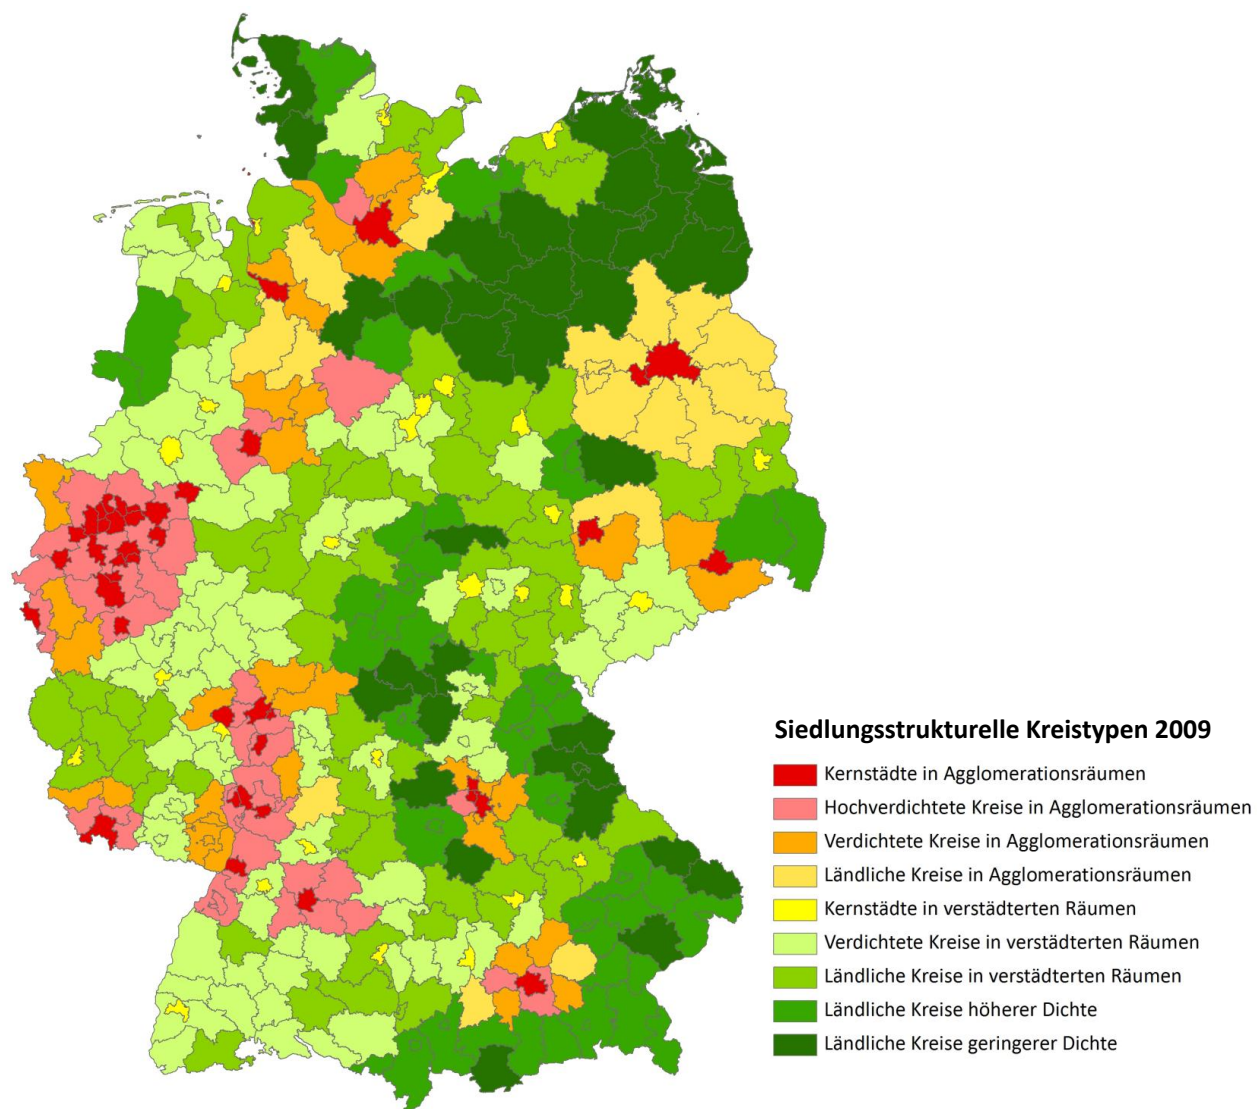 Siedlungsstrukturelle Kreistypen 2009
Kernstädte in Agglomerationsräumen
Hochverdichtete Kreise in Agglomerationsräumen
Verdichtete Kreise in Agglomerationsräumen
Ländliche Kreise in Agglomerationsräumen
Kernstädte in verstädterten Räumen
Verdichtete Kreise in verstädterten Räumen
Ländliche Kreise in verstädterten Räumen
Ländliche Kreise höherer Dichte
Ländliche Kreise geringerer Dichte